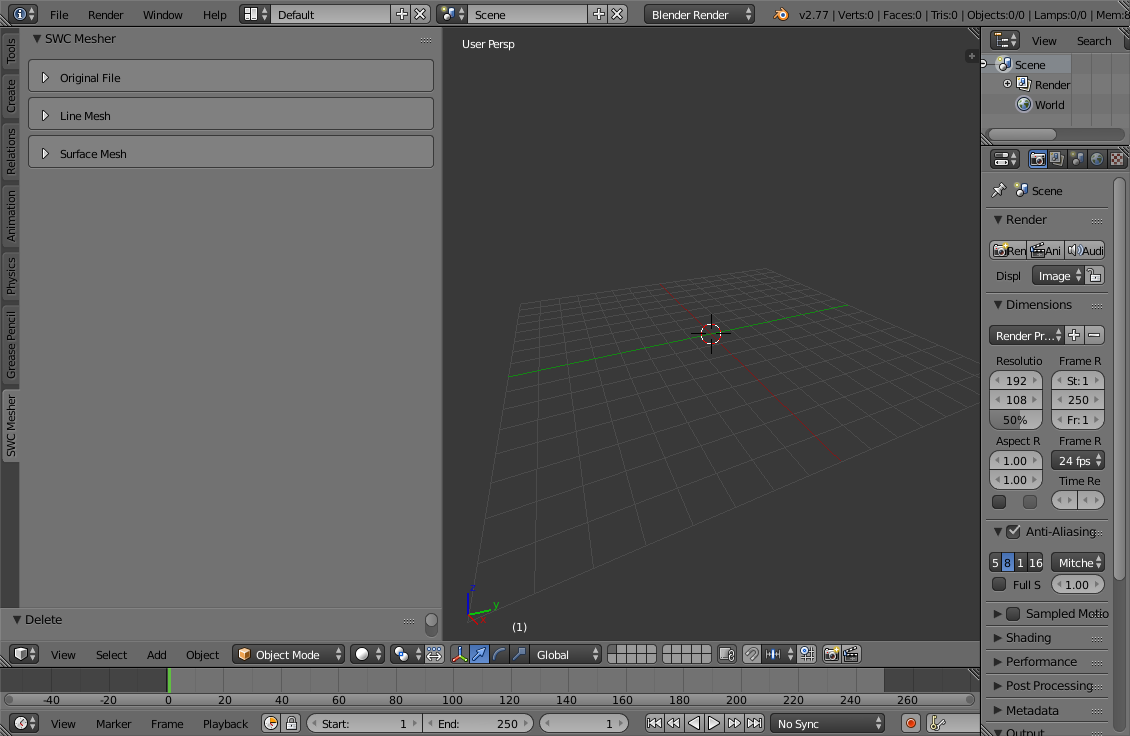 File Render Window Help Default Scene Blender Render v2.77 | Verts:0 | Faces:0 | Tris:0 | Objects:0/0 | Lamps:0/0 | Mem:8
Tools
Create
Relations
Animation
Physics
Grease Pencil
SWC Mesher
SWC Mesher
Original File
Line Mesh
Surface Mesh
Delete
User Persp
z
y
x
(1)
View Search
Scene
Render
World
Scene
Render
Ren Ani Audi
Displ Image
Dimensions
Render Pr...
Resolutio Frame R
192 St: 1
108 250
50% Fr: 1
Aspect R Frame R
1.00 24 fps
1.00 Time Re
Anti-Aliasing
5 8 1 16 Mitche
Full S 1.00
Sampled Motio
Shading
Performance
Post Processing
Metadata
Output
View Select Add Object Object Mode Global
-40 -20 0 20 40 60 80 100 120 140 160 180 200 220 240 260
View Marker Frame Playback Start: 1 End: 250 1 No Sync